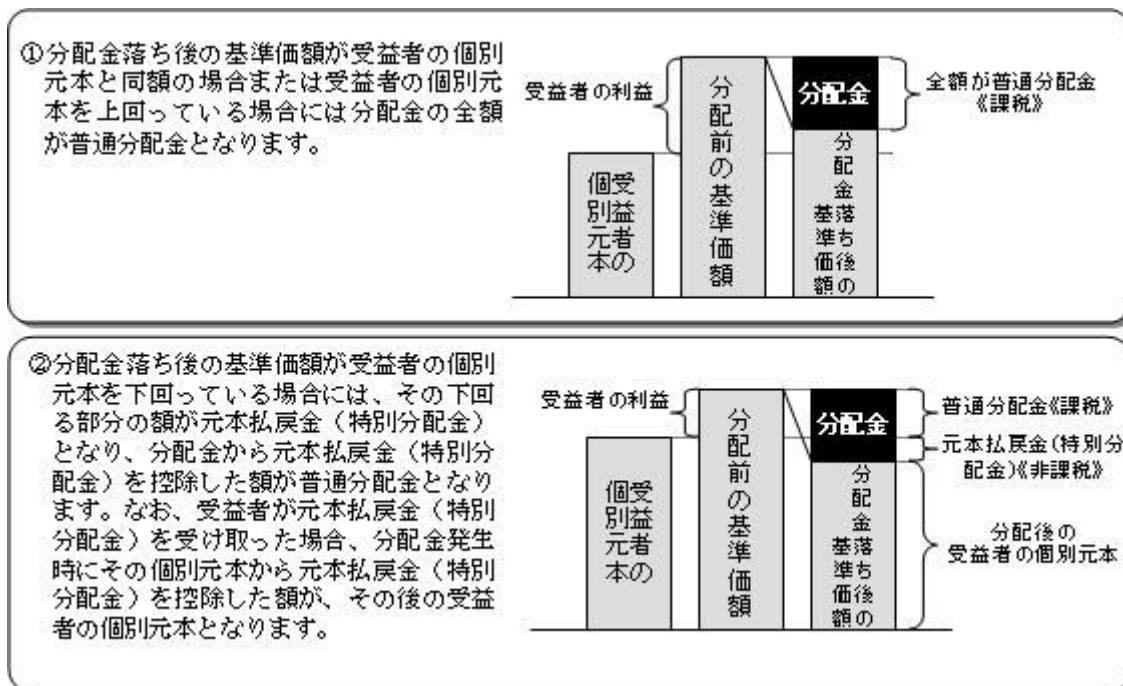 ①分配金落ち後の基準価額が受益者の個別
元本と同額の場合または受益者の個別元
本を上回っている場合には分配金の全額
が普通分配金となります。
受益者の利益
受益者の
個別元本
分配前の基準価額
分配金
分配金落ち後の
基準価額
全額が普通分配金
《課税》
②分配金落ち後の基準価額が受益者の個別
元本を下回っている場合には、その下回
る部分の額が元本払戻金（特別分配金）
となり、分配金から元本払戻金（特別分
配金）を控除した額が普通分配金となり
ます。なお、受益者が元本払戻金（特別
分配金）を受け取った場合、分配金発生
時にその個別元本から元本払戻金（特別
分配金）を控除した額が、その後の受益
者の個別元本となります。
受益者の利益
受益者の
個別元本
分配前の基準価額
分配金
分配金落ち後の
基準価額
普通分配金《課税》
元本払戻金（特別分
配金）《非課税》
分配後の
受益者の個別元本